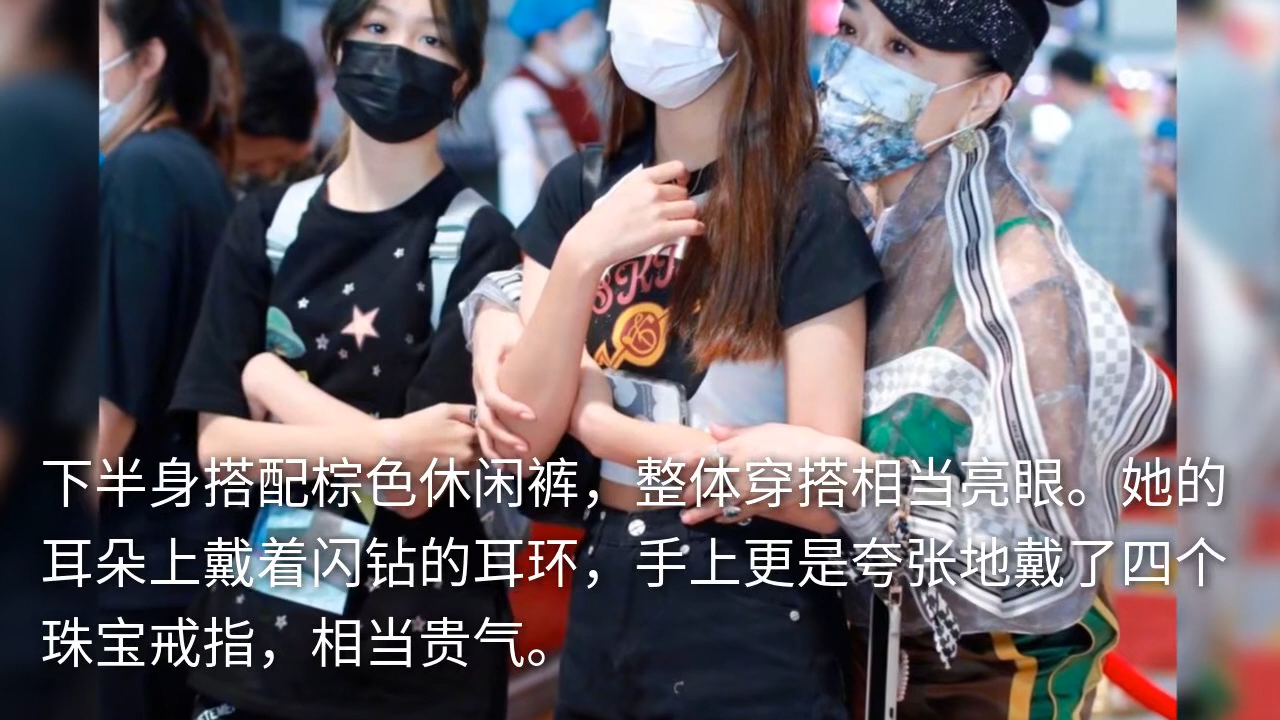 下半身搭配棕色休闲裤，整体穿搭相当亮眼。她的
耳朵上戴着闪钻的耳环，手上更是夸张地戴了四个
珠宝戒指，相当贵气。